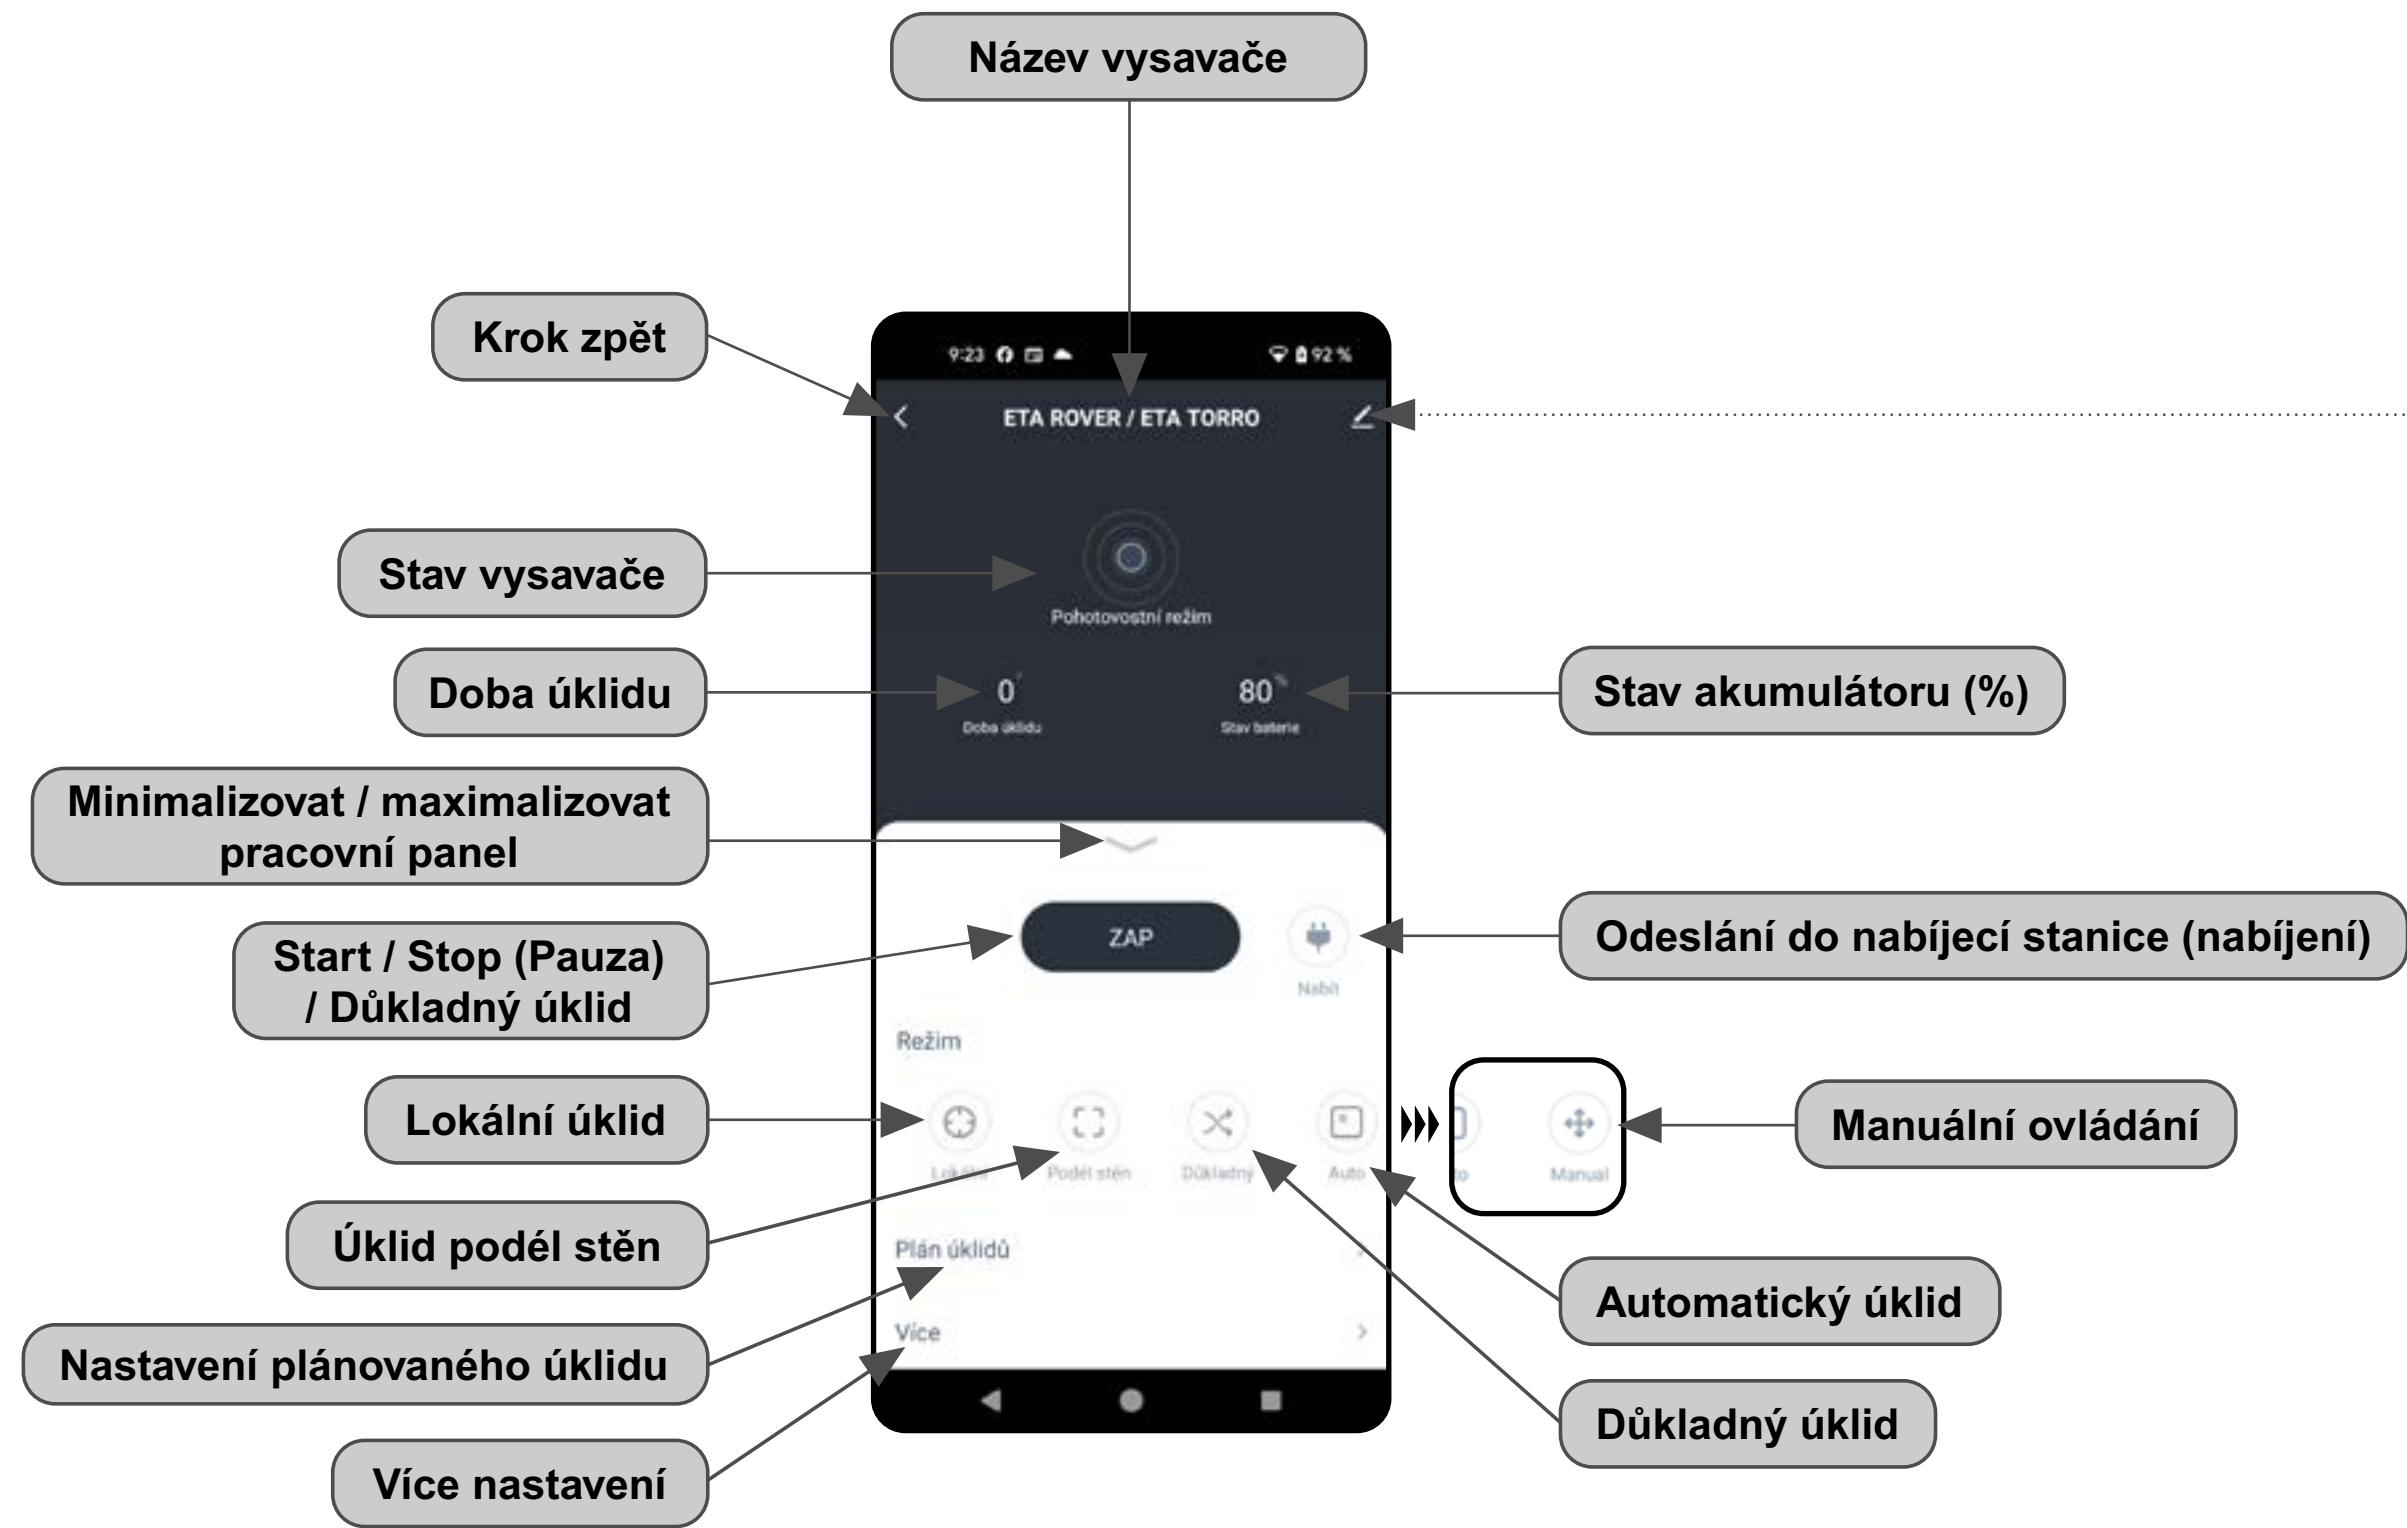 Název vysavače
Krok zpět
9:23
92 %
ETA ROVER / ETA TORRO
Stav vysavače
Pohotovostní režim
Doba úklidu
0
Doba úklidu
80 %
Stav baterie
Stav akumulátoru (%)
Minimalizovat / maximalizovat
pracovní panel
Start / Stop (Pauza)
/ Důkladný úklid
ZAP
Nabít
Odeslání do nabíjecí stanice (nabíjení)
Režim
Lokální úklid
Lokální
Podél stěn
Důkladný
Auto
to
Manual
Manuální ovládání
Úklid podél stěn
Plán úklidů
Automatický úklid
Nastavení plánovaného úklidu
Více
Důkladný úklid
Více nastavení